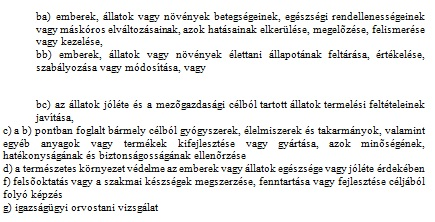 ba) emberek, állatok vagy növények betegségeinek, egészségi rendellenességeinek
vagy máskóros elváltozásainak, azok hatásainak elkerülése, megelőzése, felismerése
vagy kezelése,
bb) emberek, állatok vagy növények élettani állapotának feltárása, értékelése,
szabályozása vagy módosítása, vagy
bc) az állatok jóléte és a mezőgazdasági célból tartott állatok termelési feltételeinek
javítása,
c) a b) pontban foglalt bármely célból gyógyszerek, élelmiszerek és takarmányok, valamint
egyéb anyagok vagy termékek kifejlesztése vagy gyártása, azok minőségének,
hatékonyságának és biztonságosságának ellenőrzése
d) a természetes környezet védelme az emberek vagy állatok egészsége vagy jóléte érdekében
f) felsőoktatás vagy a szakmai készségek megszerzése, fenntartása vagy fejlesztése céljából
folyó képzés
g) igazságügyi orvostani vizsgálat